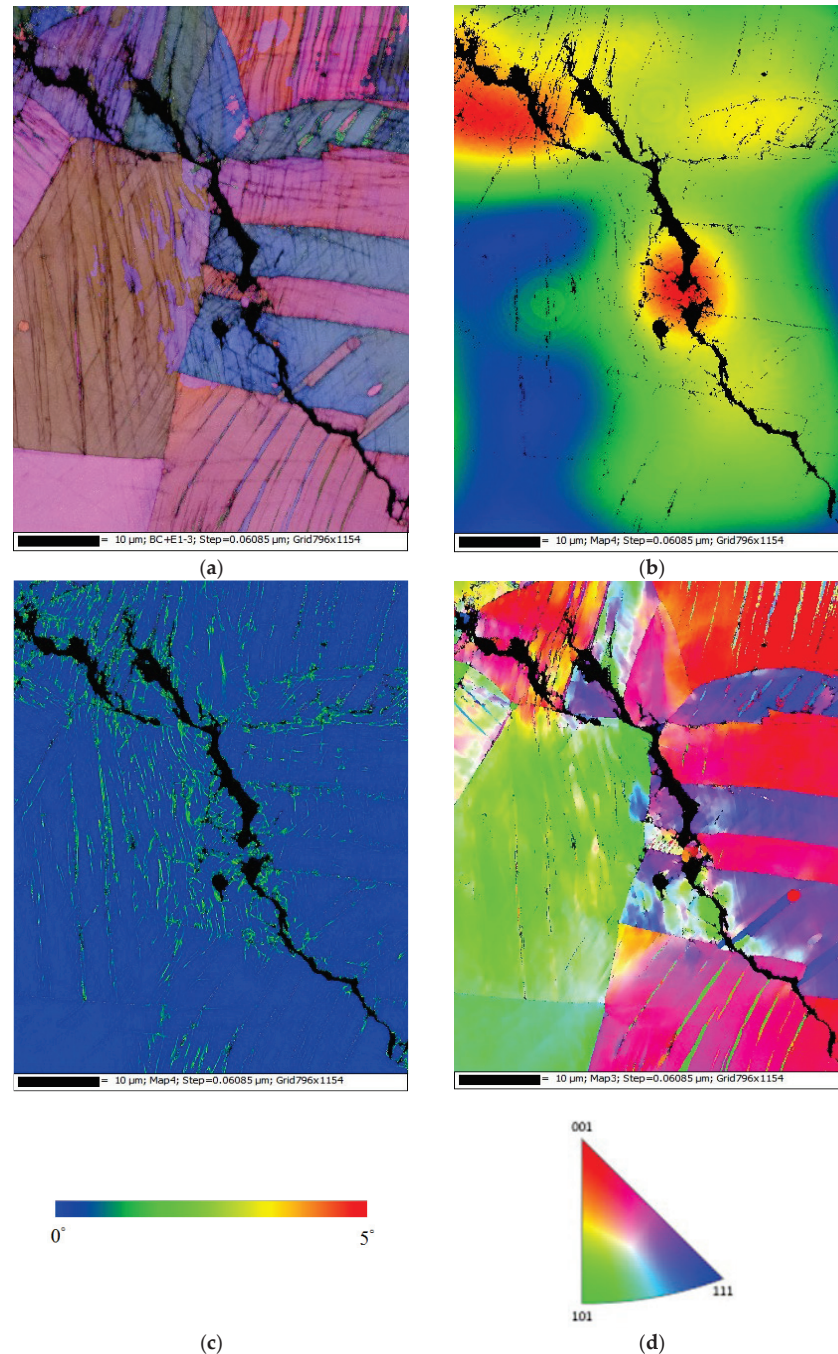 = 10 µm; BC+E1-3; Step=0.06085 µm; Grid796x1154
(a)
= 10 µm; Map4; Step=0.06085 µm; Grid796x1154
(b)
= 10 µm; Map4; Step=0.06085 µm; Grid796x1154
= 10 µm; Map3; Step=0.06085 µm; Grid796x1154
0°
5°
(c)
001
111
101
(d)